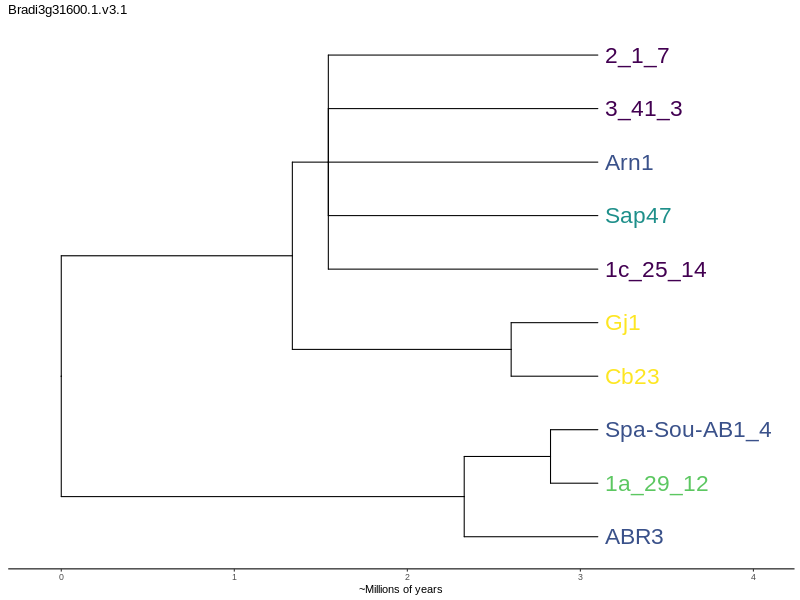 Bradi3g31600.1.v3.1
2_1_7
3_41_3
Arn1
Sap47
1c_25_14
Gj1
Cb23
Spa-Sou-AB1_4
1a_29_12
ABR3
0 1 2 3 4
~Millions of years